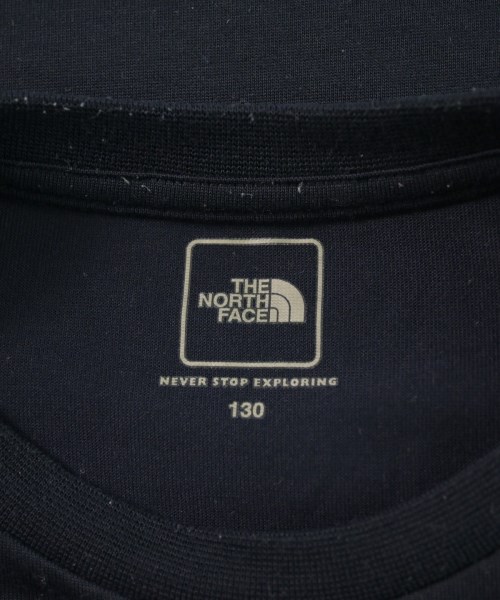 THE
NORTH
FACE
NEVER STOP EXPLORING
130